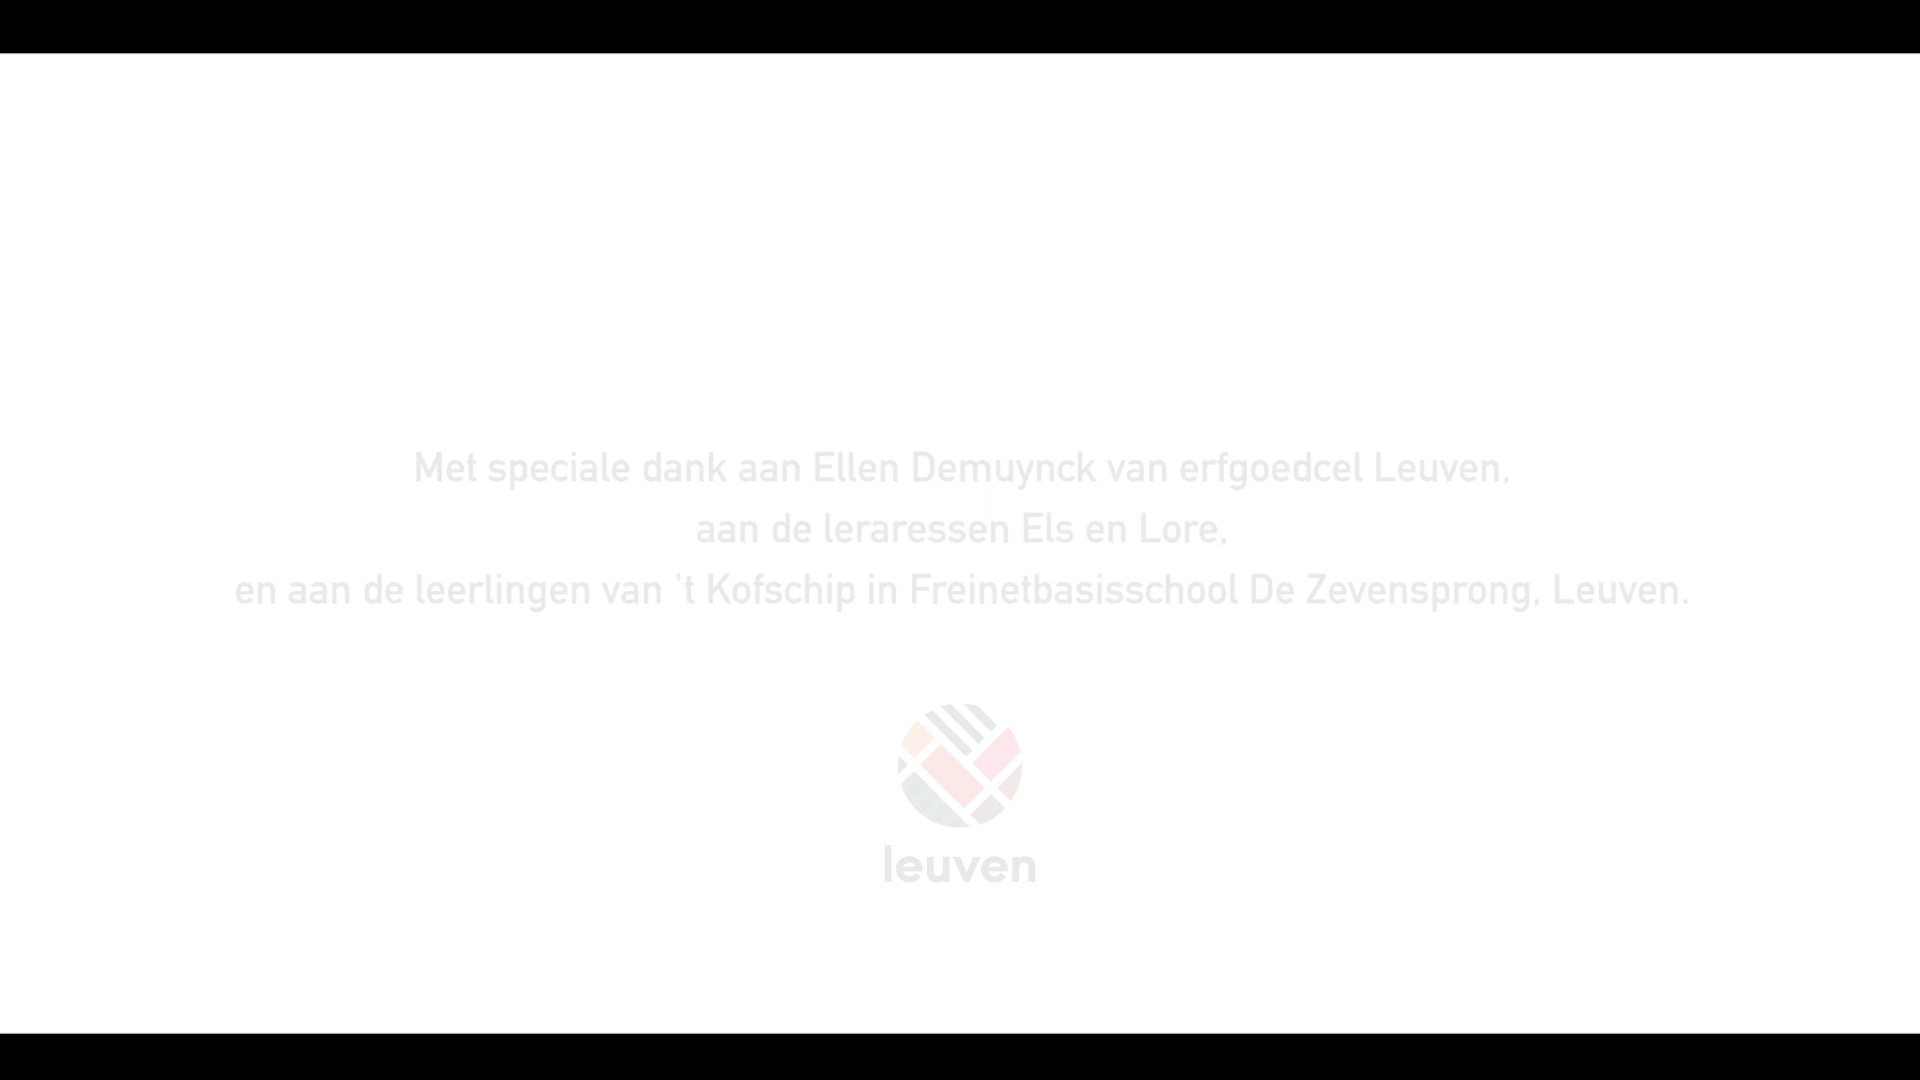 Met speciale dank aan Ellen Demuynck van erfgoedcel Leuven,
aan de leraressen Els en Lore,
en aan de leerlingen van 't Kofschip in Freinetbasisschool De Zevensprong, Leuven.
leuven